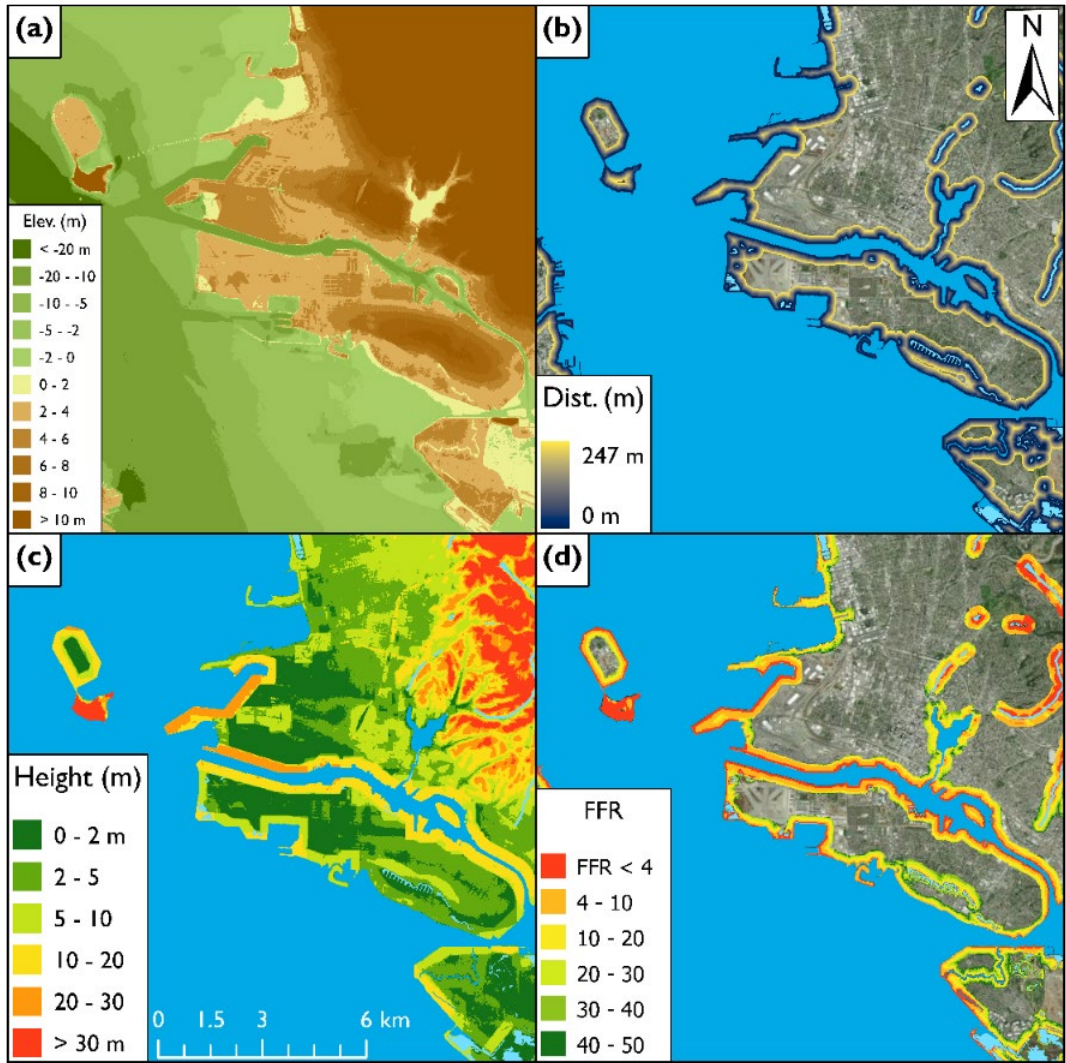 (a)
Elev. (m)
< -20 m
-20 - -10
-10 - -5
-5 - -2
-2 - 0
0 - 2
2 - 4
4 - 6
6 - 8
8 - 10
> 10 m
(b)
N
Dist. (m)
247 m
0 m
(c)
Height (m)
0 - 2 m
2 - 5
5 - 10
10 - 20
20 - 30
> 30 m
0 1.5 3 6 km
(d)
FFR
FFR < 4
4 - 10
10 - 20
20 - 30
30 - 40
40 - 50